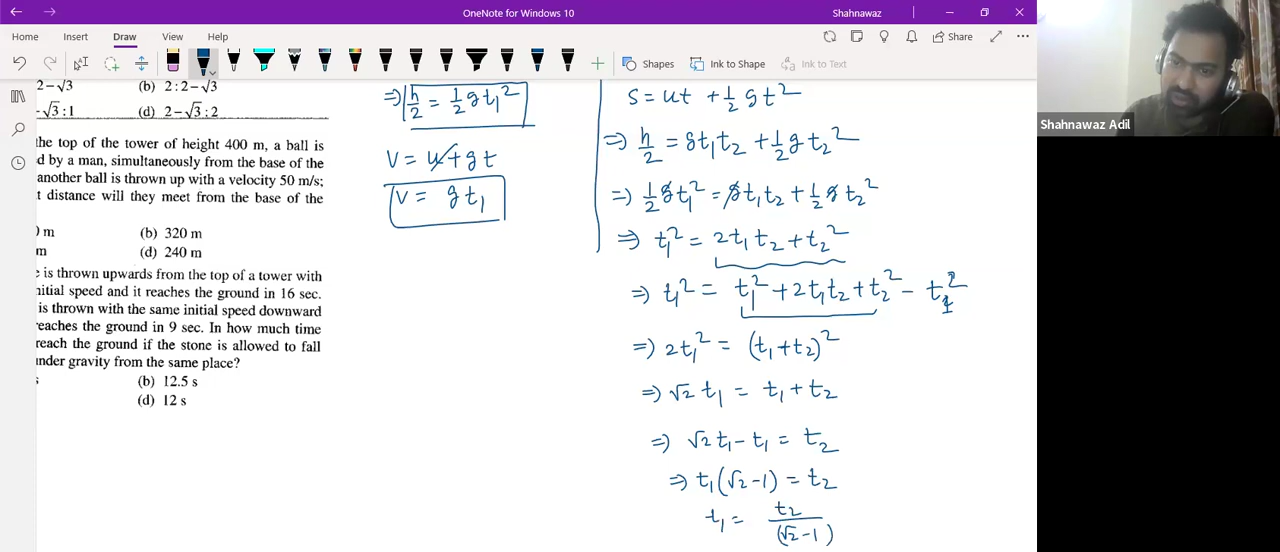 OneNote for Windows 10
Shahnawaz
Home Insert Draw View Help
Share
Shapes
Ink to Shape
Ink to Text
2 – √3
(b) 2 : 2 – √3
– √3 : 1
(d) 2 – √3 : 2
the top of the tower of height 400 m, a ball is
d by a man, simultaneously from the base of the
another ball is thrown up with a velocity 50 m/s;
t distance will they meet from the base of the
m
(b) 320 m
m
(d) 240 m
e is thrown upwards from the top of a tower with
nitial speed and it reaches the ground in 16 sec.
is thrown with the same initial speed downward
reaches the ground in 9 sec. In how much time
reach the ground if the stone is allowed to fall
under gravity from the same place?
s
(b) 12.5 s
(d) 12 s
⇒ h/2 = 1/2 g t₁²
v = u + gt
v = g t₁
S = ut + 1/2 g t²
⇒ h/2 = g t₁ t₂ + 1/2 g t₂²
⇒ 1/2 g t₁² = g t₁ t₂ + 1/2 g t₂²
⇒ t₁² = 2 t₁ t₂ + t₂²
⇒ t₁² = t₁² + 2 t₁ t₂ + t₂² – t₁²
⇒ 2 t₁² = (t₁ + t₂)²
⇒ √2 t₁ = t₁ + t₂
⇒ √2 t₁ – t₁ = t₂
⇒ t₁ (√2 – 1) = t₂
t₁ = t₂/(√2 – 1)
Shahnawaz Adil